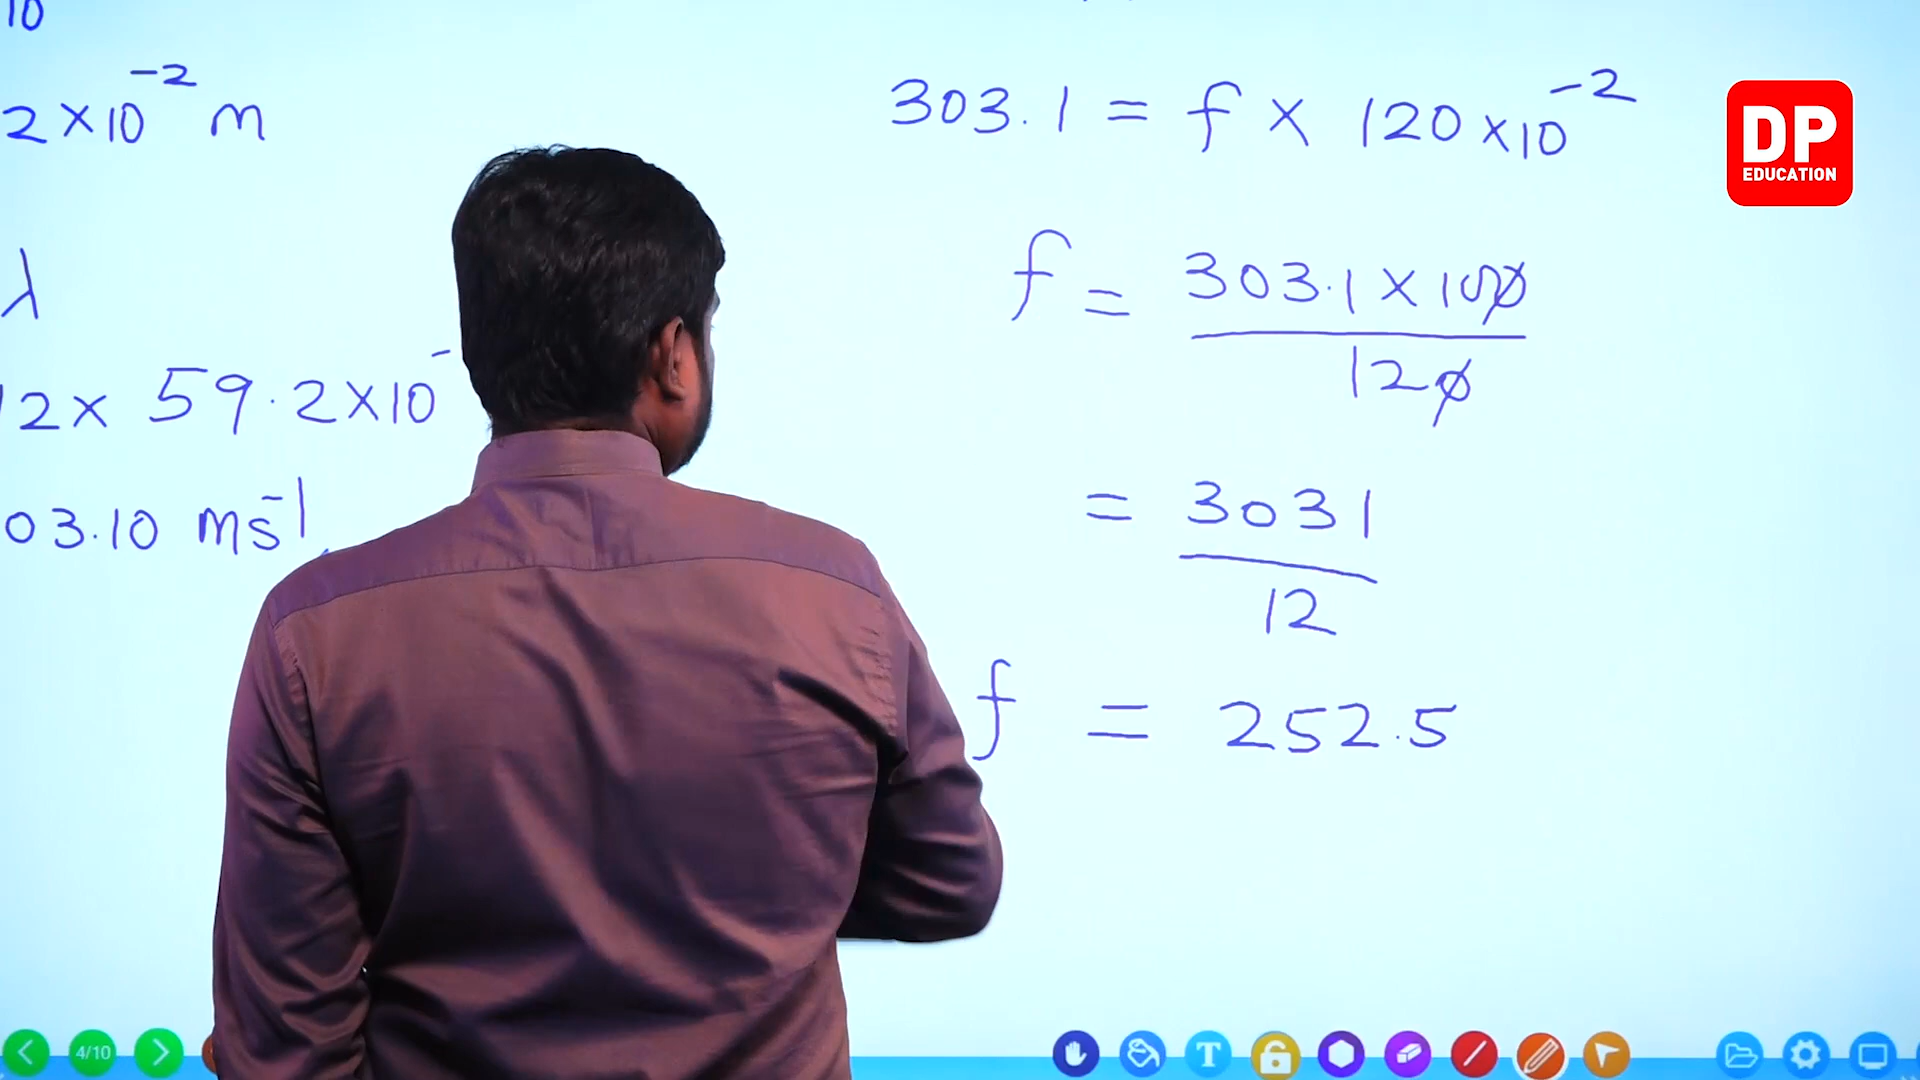 10
2 × 10⁻² m
λ
12 × 59.2 × 10⁻
03.10 ms⁻¹
303.1 = f × 120 × 10⁻²
f = 303.1 × 100 / 120
= 3031 / 12
f = 252.5
DP
EDUCATION
4/10
T